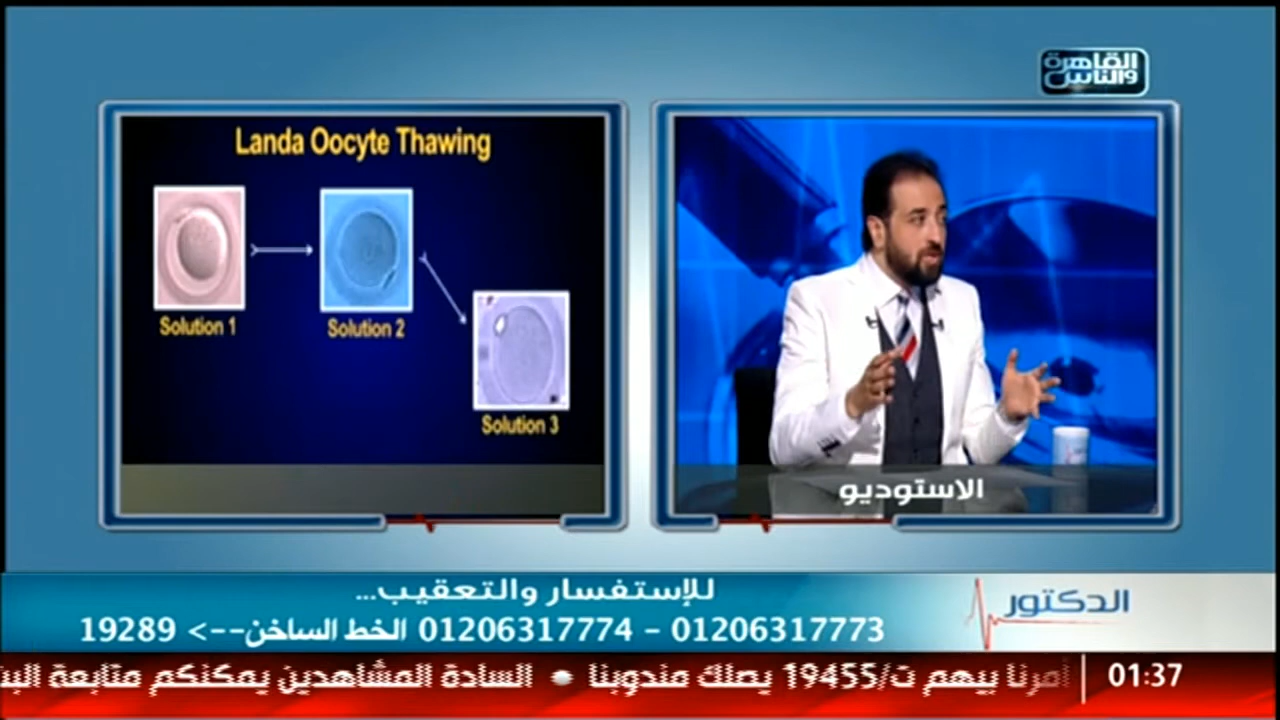 القاهرة
والناس
Landa Oocyte Thawing
Solution 1
Solution 2
Solution 3
الاستوديو
للإستفسار والتعقيب...
01206317773 - 01206317774 الخط الساخن--> 19289
الدكتور
01:37
أمرنا بيهم ت/19455 يصلك مندوبنا • السادة المشاهدين يمكنكم متابعة